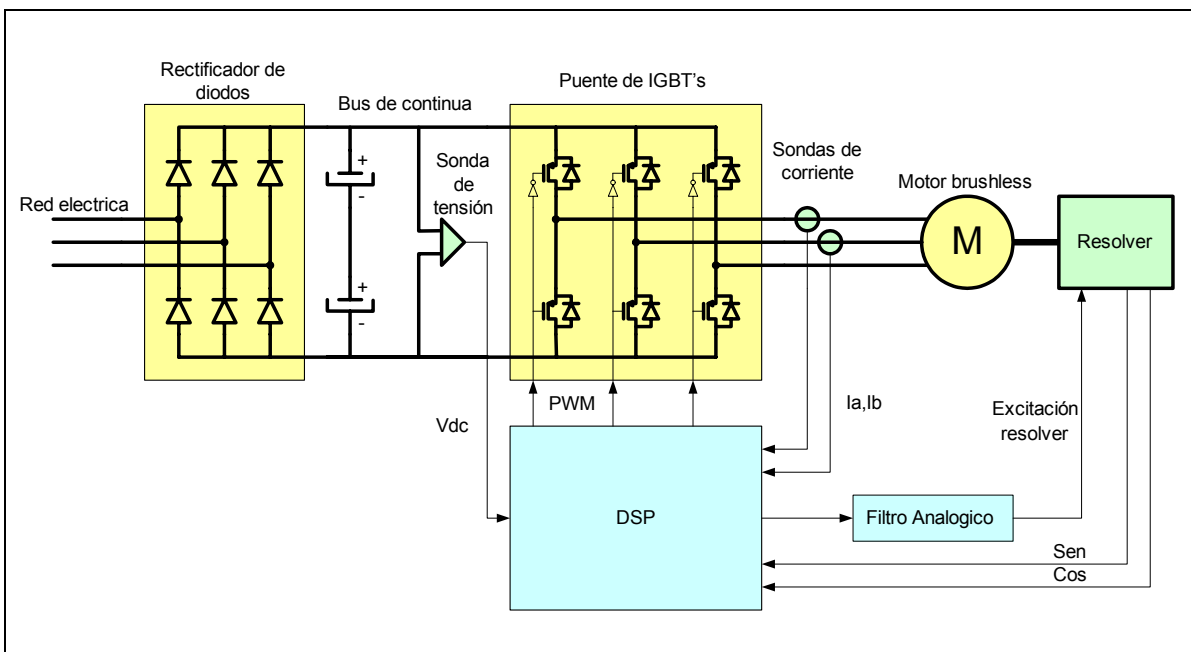 Rectificador de
diodos
Bus de continua
Puente de IGBT's
Sondas de
corriente
Motor brushless
Red electrica
+
-
+
-
Sonda
de
tensión
M
Resolver
Vdc
PWM
Ia,Ib
Excitación
resolver
DSP
Filtro Analogico
Sen
Cos